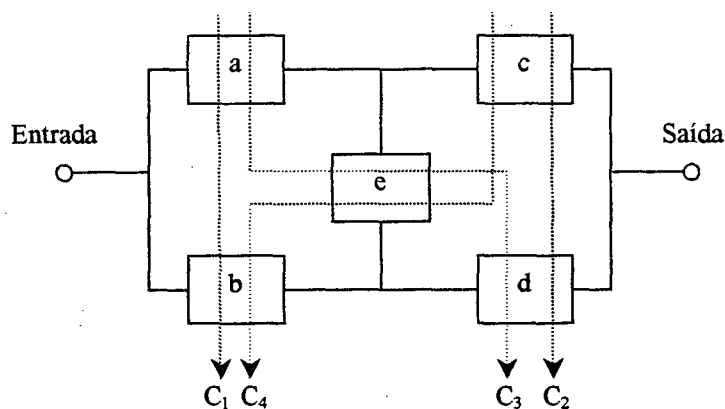 a c
Entrada Saída
e
b d
C₁ C₄ C₃ C₂